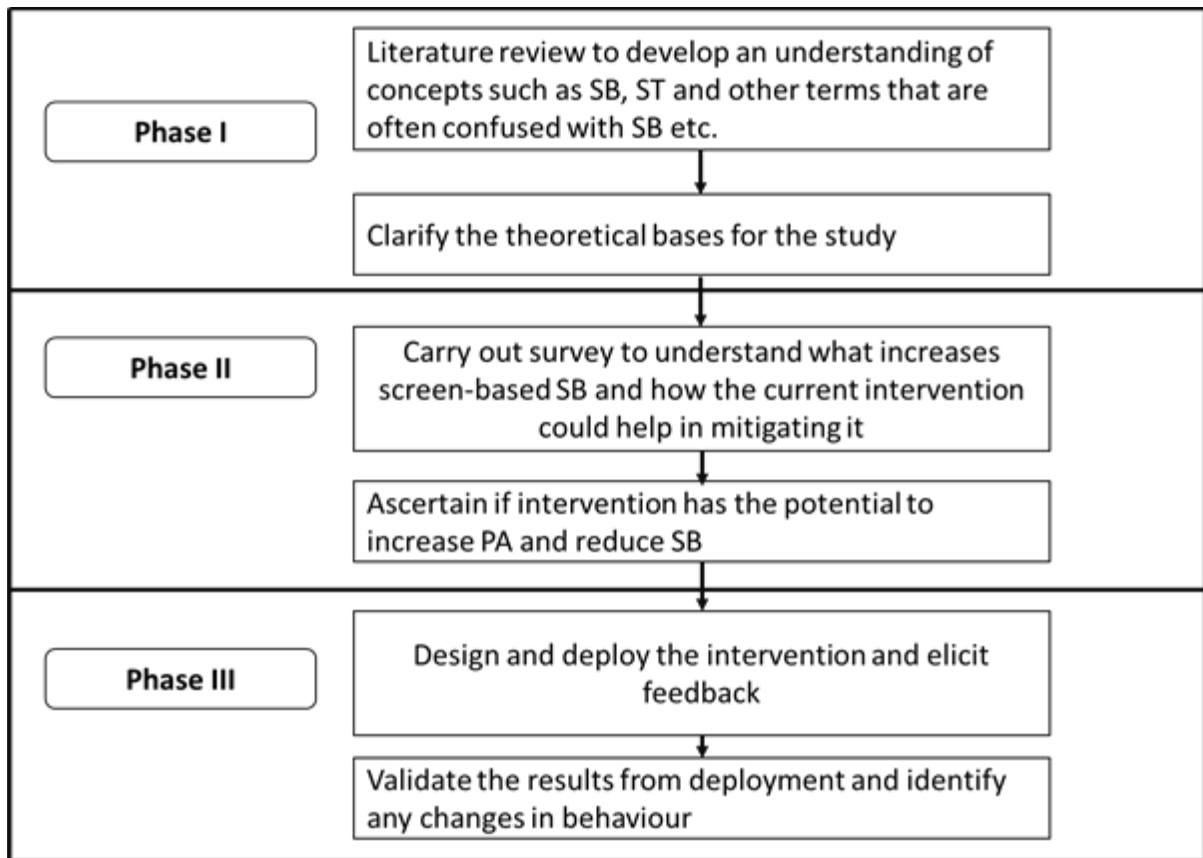 Phase I
Literature review to develop an understanding of
concepts such as SB, ST and other terms that are
often confused with SB etc.
Clarify the theoretical bases for the study
Phase II
Carry out survey to understand what increases
screen-based SB and how the current intervention
could help in mitigating it
Ascertain if intervention has the potential to
increase PA and reduce SB
Phase III
Design and deploy the intervention and elicit
feedback
Validate the results from deployment and identify
any changes in behaviour